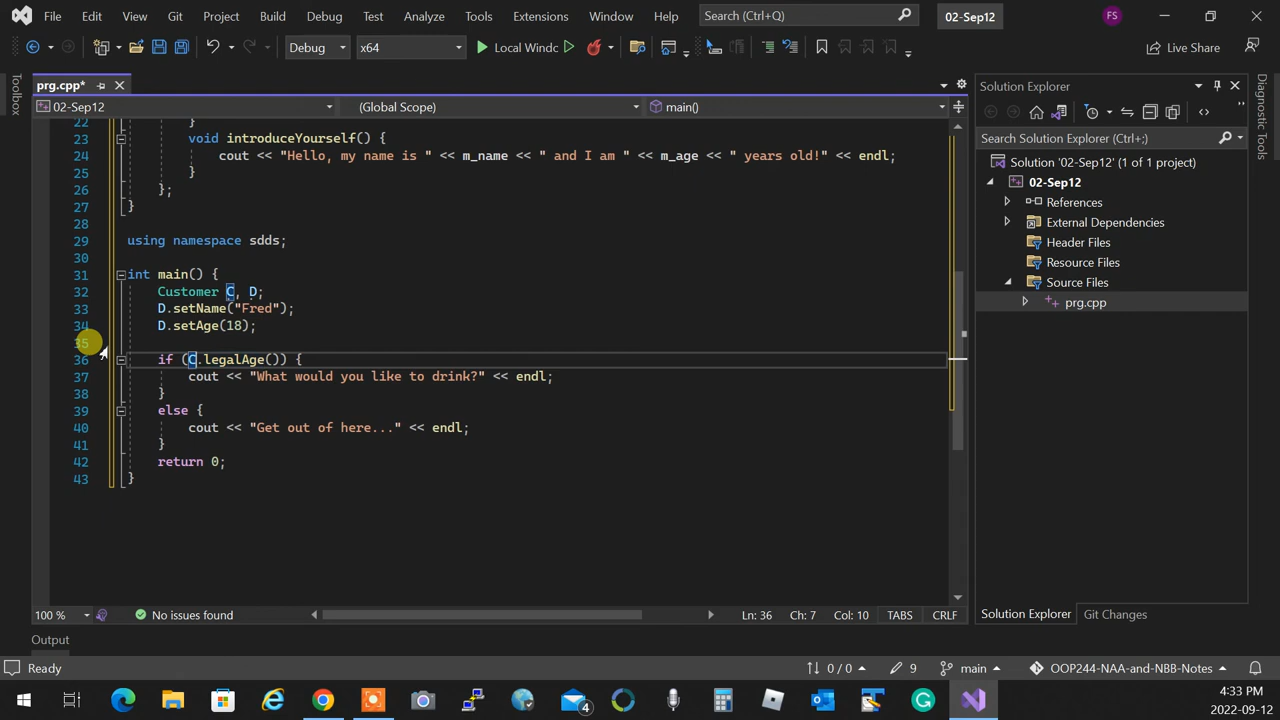 File Edit View Git Project Build Debug Test Analyze Tools Extensions Window Help Search (Ctrl+Q) 02-Sep12 FS
Debug x64 Local Windc Live Share
Toolbox
prg.cpp*
02-Sep12 (Global Scope) main()
22 }
23 void introduceYourself() {
24 cout << "Hello, my name is " << m_name << " and I am " << m_age << " years old!" << endl;
25 }
26 };
27 }
28
29 using namespace sdds;
30
31 int main() {
32 Customer C, D;
33 D.setName("Fred");
34 D.setAge(18);
35
36 if (C.legalAge()) {
37 cout << "What would you like to drink?" << endl;
38 }
39 else {
40 cout << "Get out of here..." << endl;
41 }
42 return 0;
43 }
100 % No issues found Ln: 36 Ch: 7 Col: 10 TABS CRLF
Output
Solution Explorer
Search Solution Explorer (Ctrl+;)
Solution '02-Sep12' (1 of 1 project)
02-Sep12
References
External Dependencies
Header Files
Resource Files
Source Files
prg.cpp
Solution Explorer Git Changes
Diagnostic Tools
Ready 0 / 0 9 main OOP244-NAA-and-NBB-Notes
4
4:33 PM
2022-09-12